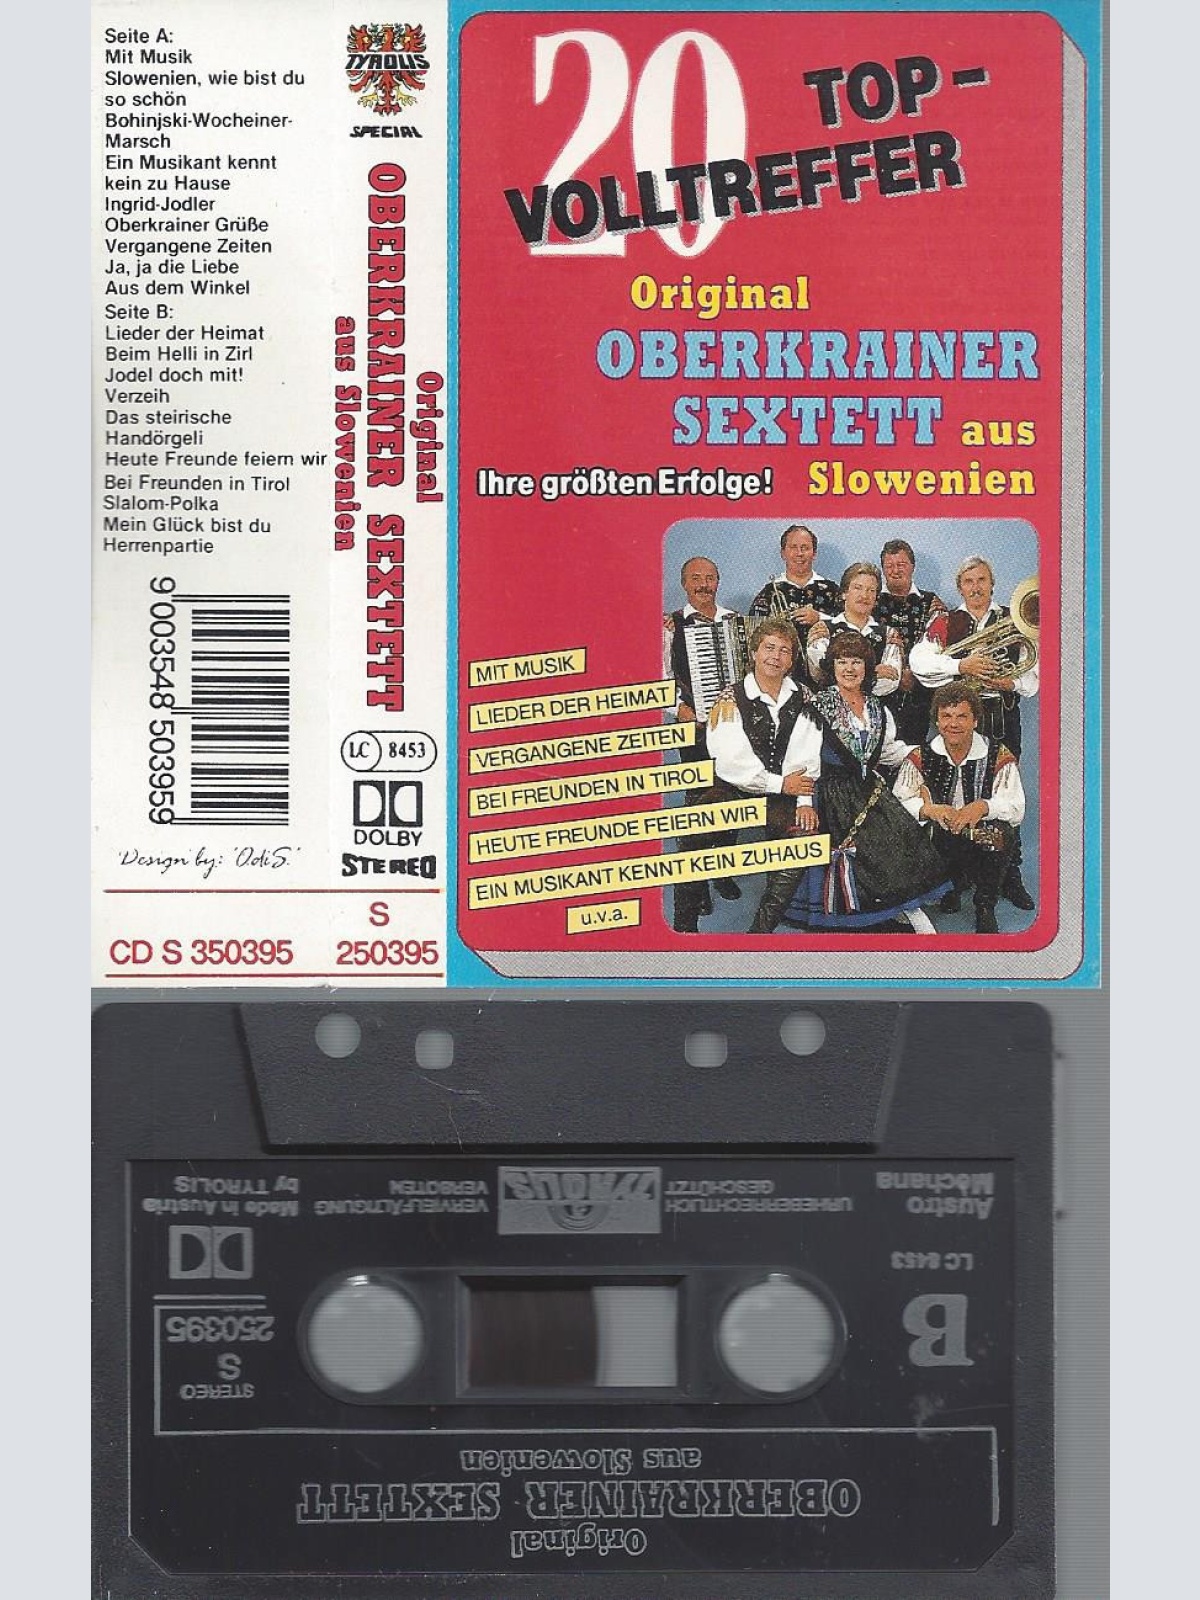 Seite A:
Mit Musik
Slowenien, wie bist du
so schön
Bohinjski-Wocheiner-
Marsch
Ein Musikant kennt
kein zu Hause
Ingrid-Jodler
Oberkrainer Grüße
Vergangene Zeiten
Ja, ja die Liebe
Aus dem Winkel
Seite B:
Lieder der Heimat
Beim Helli in Zirl
Jodel doch mit!
Verzeih
Das steirische
Handörgeli
Heute Freunde feiern wir
Bei Freunden in Tirol
Slalom-Polka
Mein Glück bist du
Herrenpartie
9 003548 503959
'Design' by: 'OdiS.'
CD S 350395
TYROLIS
SPECIAL
Original
OBERKRAINER SEXTETT
aus Slowenien
LC 8453
DOLBY
STEREO
S
250395
20 TOP-
VOLLTREFFER
Original
OBERKRAINER
SEXTETT aus
Ihre größten Erfolge! Slowenien
MIT MUSIK
LIEDER DER HEIMAT
VERGANGENE ZEITEN
BEI FREUNDEN IN TIROL
HEUTE FREUNDE FEIERN WIR
EIN MUSIKANT KENNT KEIN ZUHAUS
u.v.a.
Original
OBERKRAINER SEXTETT
aus Slowenien
STEREO
S
250395
B
LC 8453
Austro
Mechana
URHEBERRECHTLICH
GESCHÜTZT
TYROLIS
VERVIELFÄLTIGUNG
VERBOTEN
Made in Austria
by TYROLIS